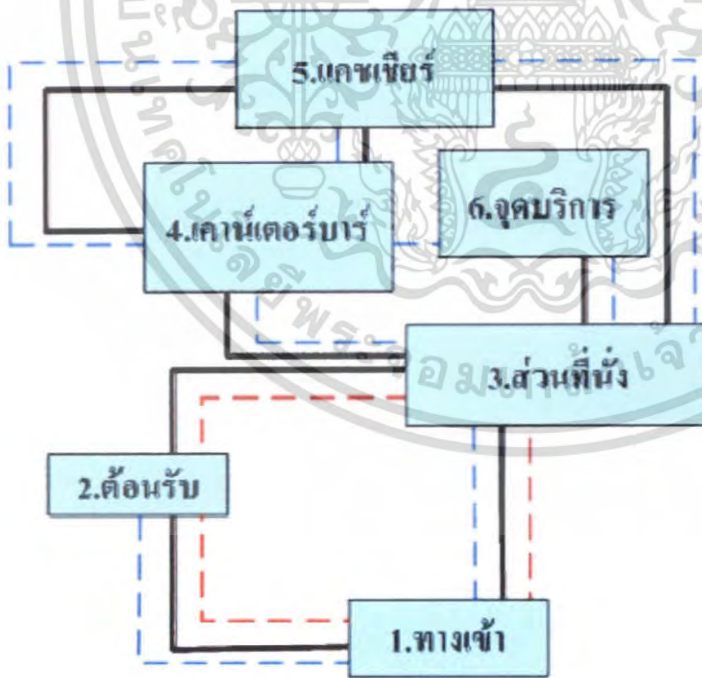 5.แคชเชียร์
4.เคาน์เตอร์บาร์
6.จุดบริการ
3.ส่วนที่นั่ง
2.ต้อนรับ
1.ทางเข้า